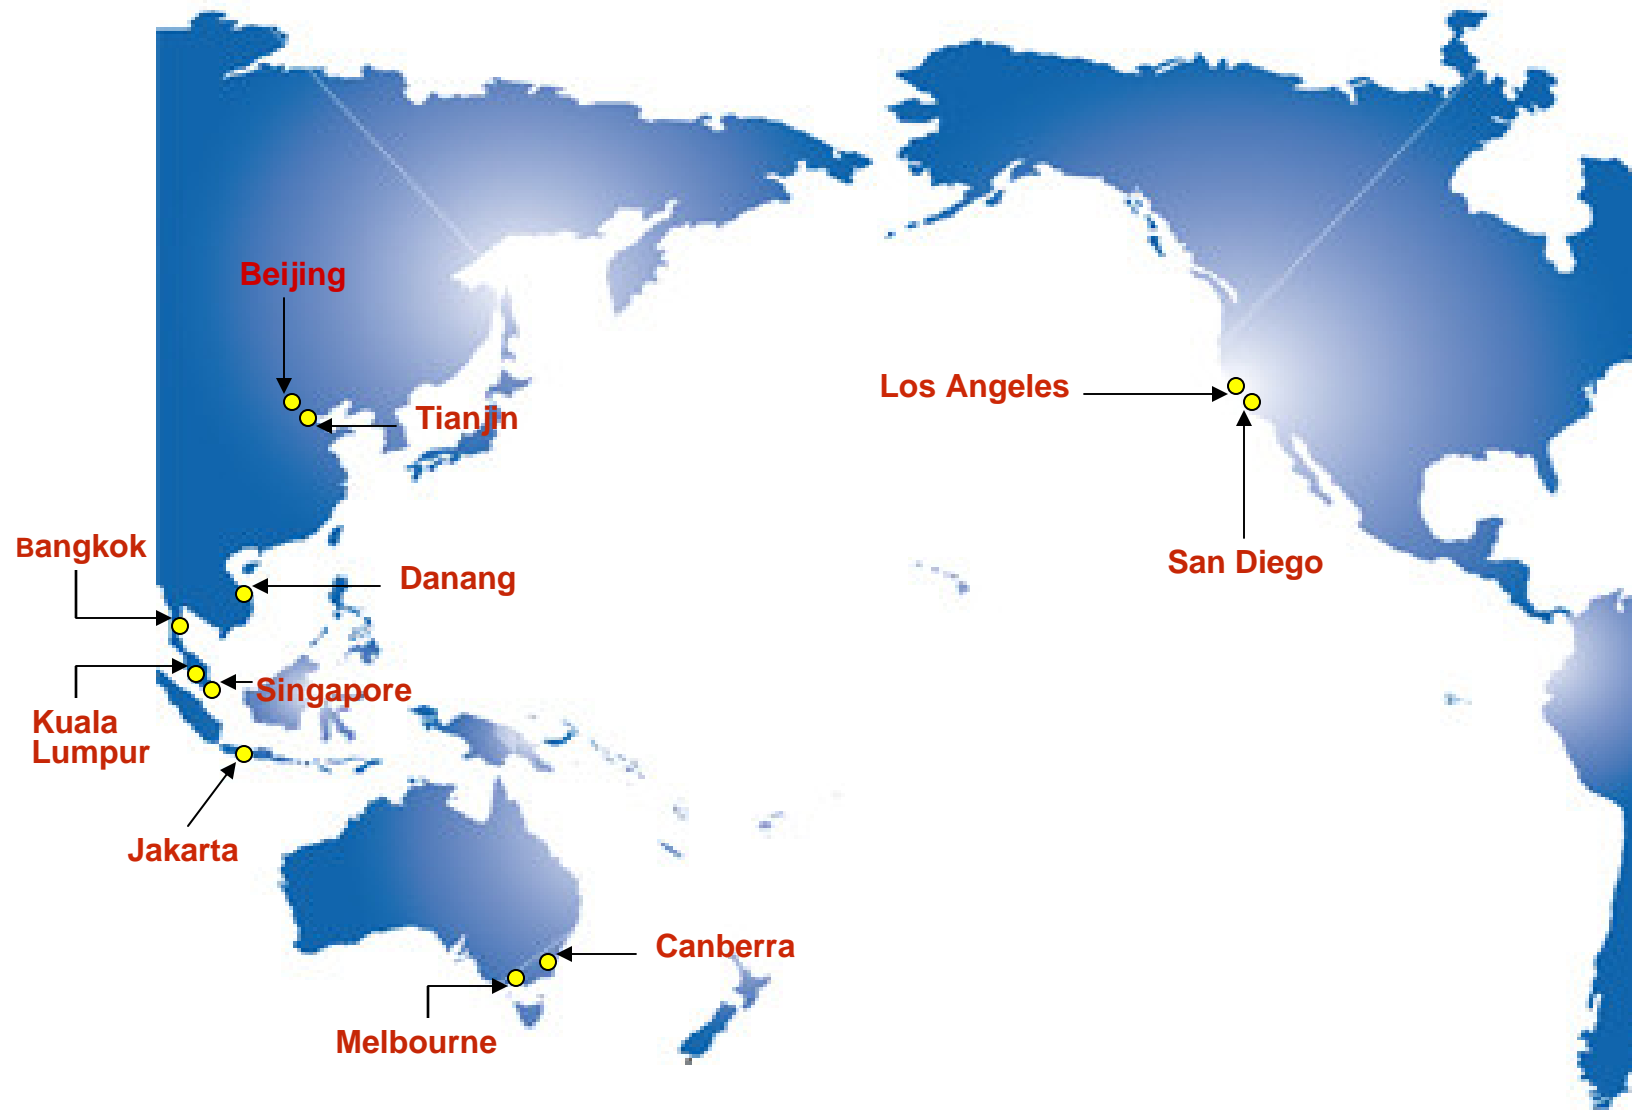 Beijing
Los Angeles
Tianjin
Bangkok
San Diego
Danang
Singapore
Kuala
Lumpur
Jakarta
Canberra
Melbourne